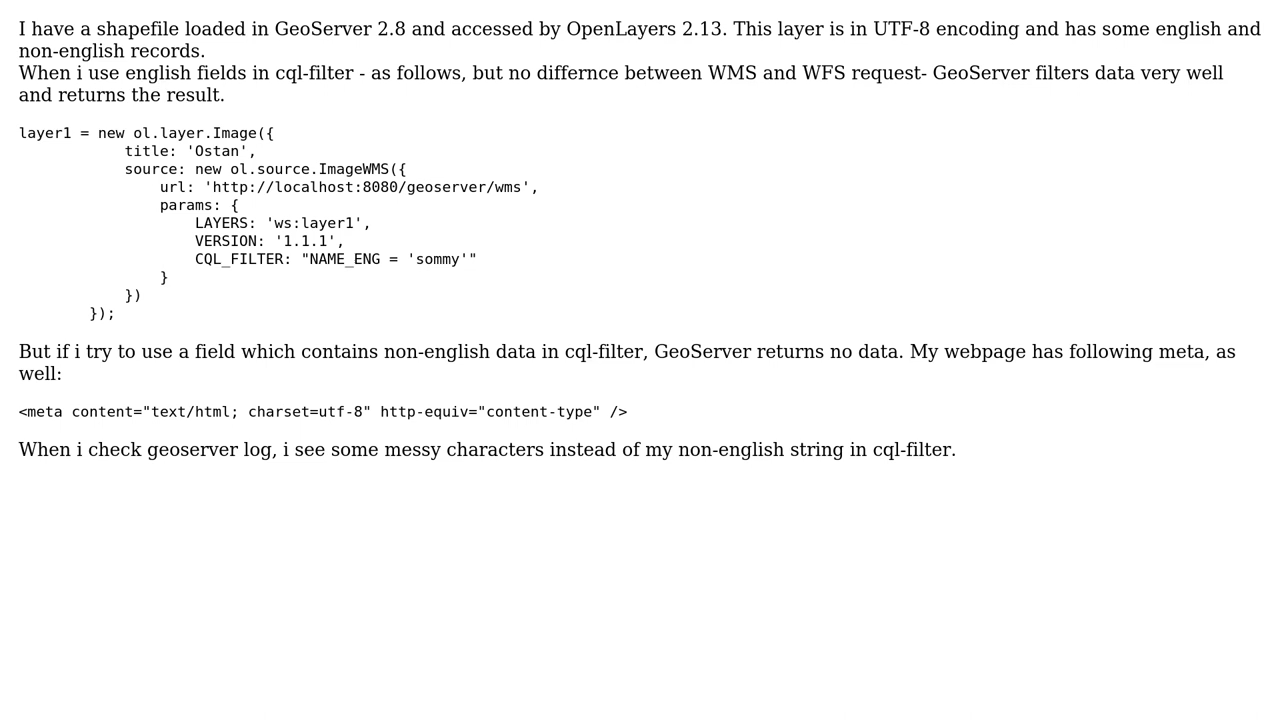 I have a shapefile loaded in GeoServer 2.8 and accessed by OpenLayers 2.13. This layer is in UTF-8 encoding and has some english and
non-english records.
When i use english fields in cql-filter - as follows, but no differnce between WMS and WFS request- GeoServer filters data very well
and returns the result.
layer1 = new ol.layer.Image({
            title: 'Ostan',
            source: new ol.source.ImageWMS({
                url: 'http://localhost:8080/geoserver/wms',
                params: {
                    LAYERS: 'ws:layer1',
                    VERSION: '1.1.1',
                    CQL_FILTER: "NAME_ENG = 'sommy'"
                }
            })
        });
But if i try to use a field which contains non-english data in cql-filter, GeoServer returns no data. My webpage has following meta, as
well:
<meta content="text/html; charset=utf-8" http-equiv="content-type" />
When i check geoserver log, i see some messy characters instead of my non-english string in cql-filter.